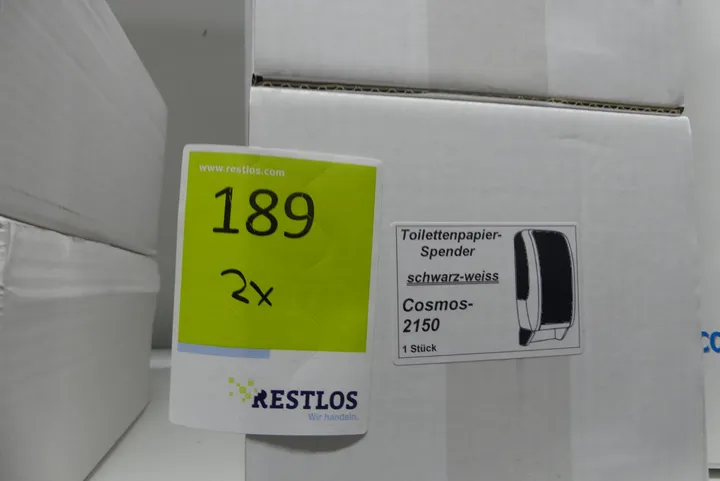 www.restlos.com
189
2x
RESTLOS
Wir handeln.
Toilettenpapier-
Spender
schwarz-weiss
Cosmos-
2150
1 Stück